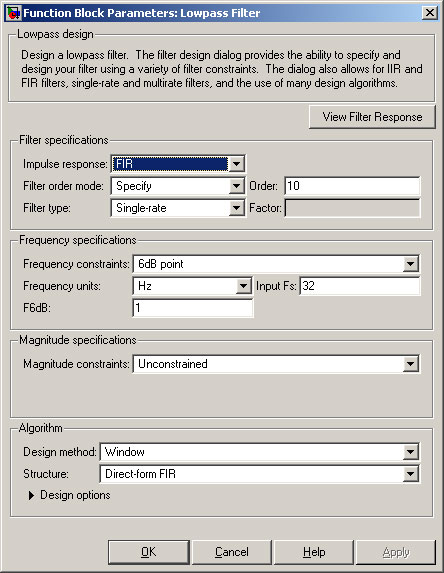 Function Block Parameters: Lowpass Filter
Lowpass design
Design a lowpass filter. The filter design dialog provides the ability to specify and
design your filter using a variety of filter constraints. The dialog also allows for IIR and
FIR filters, single-rate and multirate filters, and the use of many design algorithms.
View Filter Response
Filter specifications
Impulse response: FIR
Filter order mode: Specify Order: 10
Filter type: Single-rate Factor:
Frequency specifications
Frequency constraints: 6dB point
Frequency units: Hz Input Fs: 32
F6dB: 1
Magnitude specifications
Magnitude constraints: Unconstrained
Algorithm
Design method: Window
Structure: Direct-form FIR
Design options
OK Cancel Help Apply